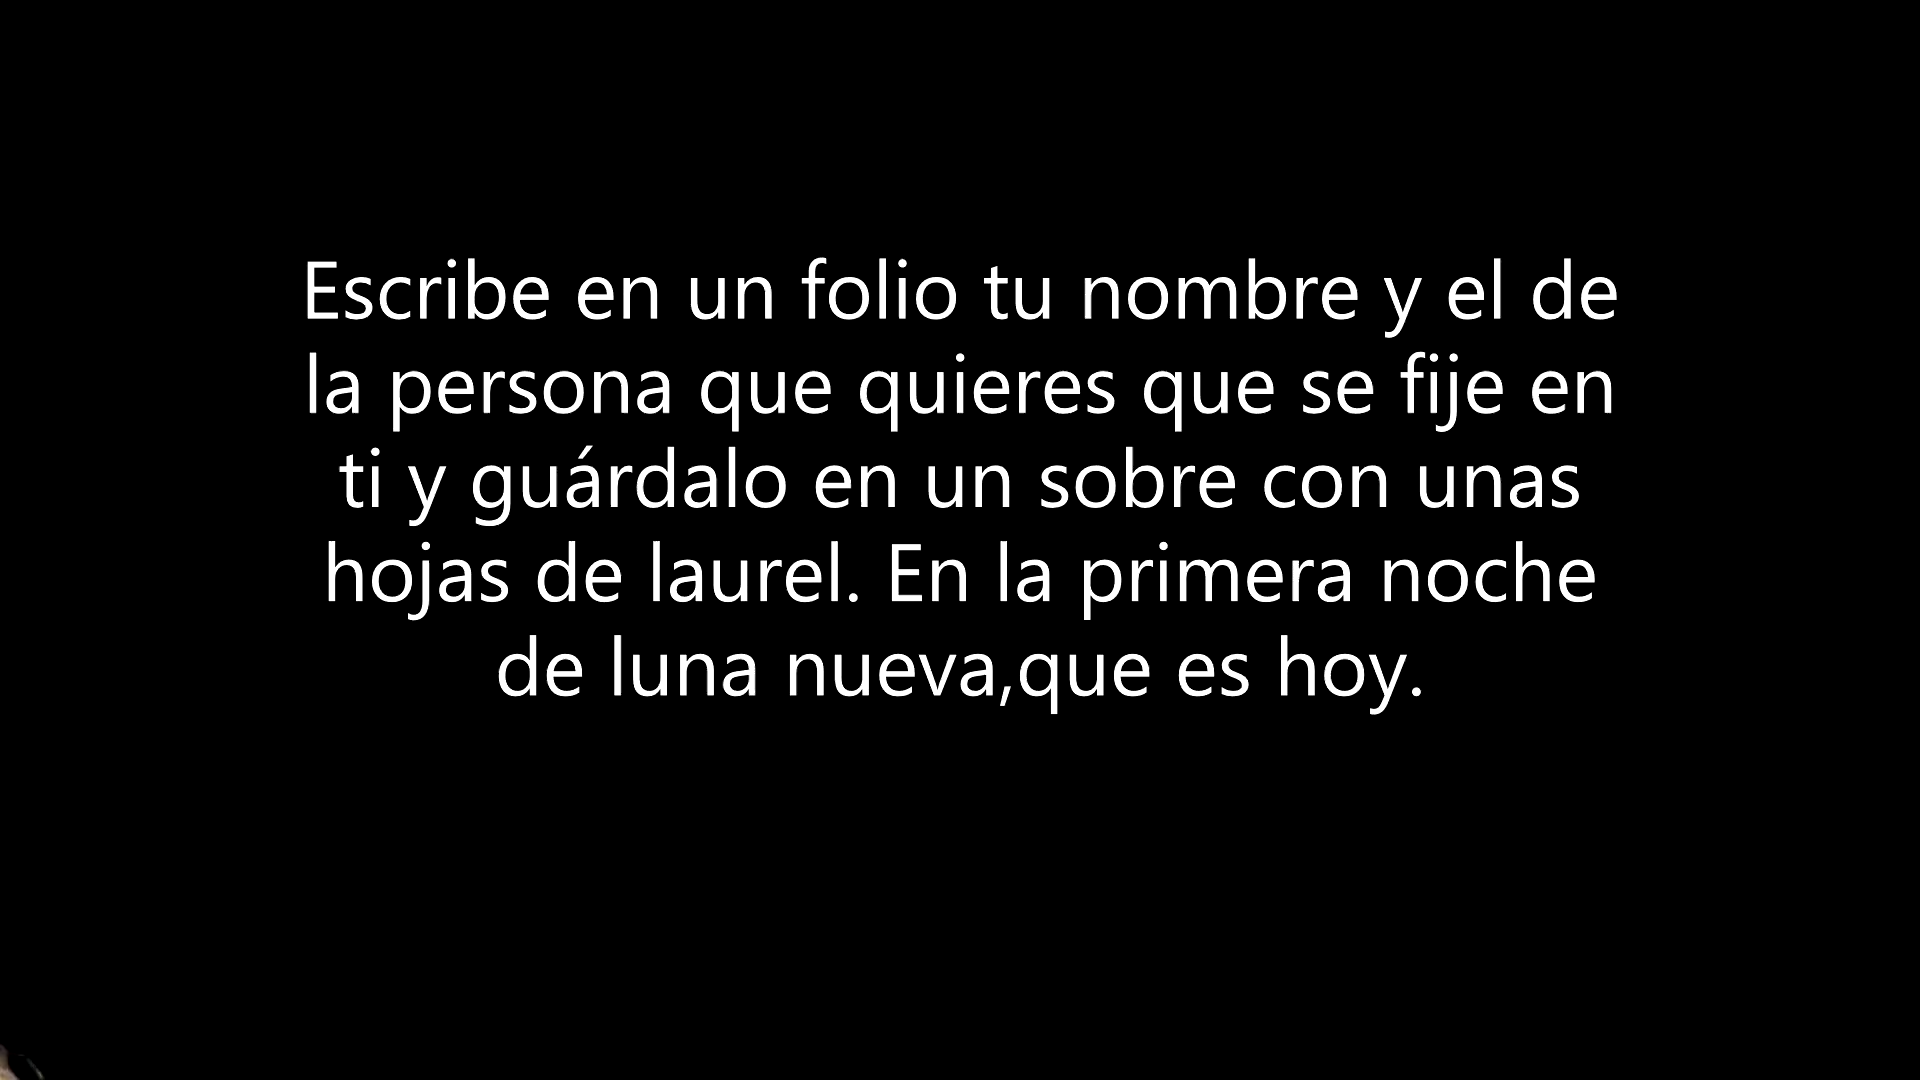 Escribe en un folio tu nombre y el de
la persona que quieres que se fije en
ti y guárdalo en un sobre con unas
hojas de laurel. En la primera noche
de luna nueva,que es hoy.